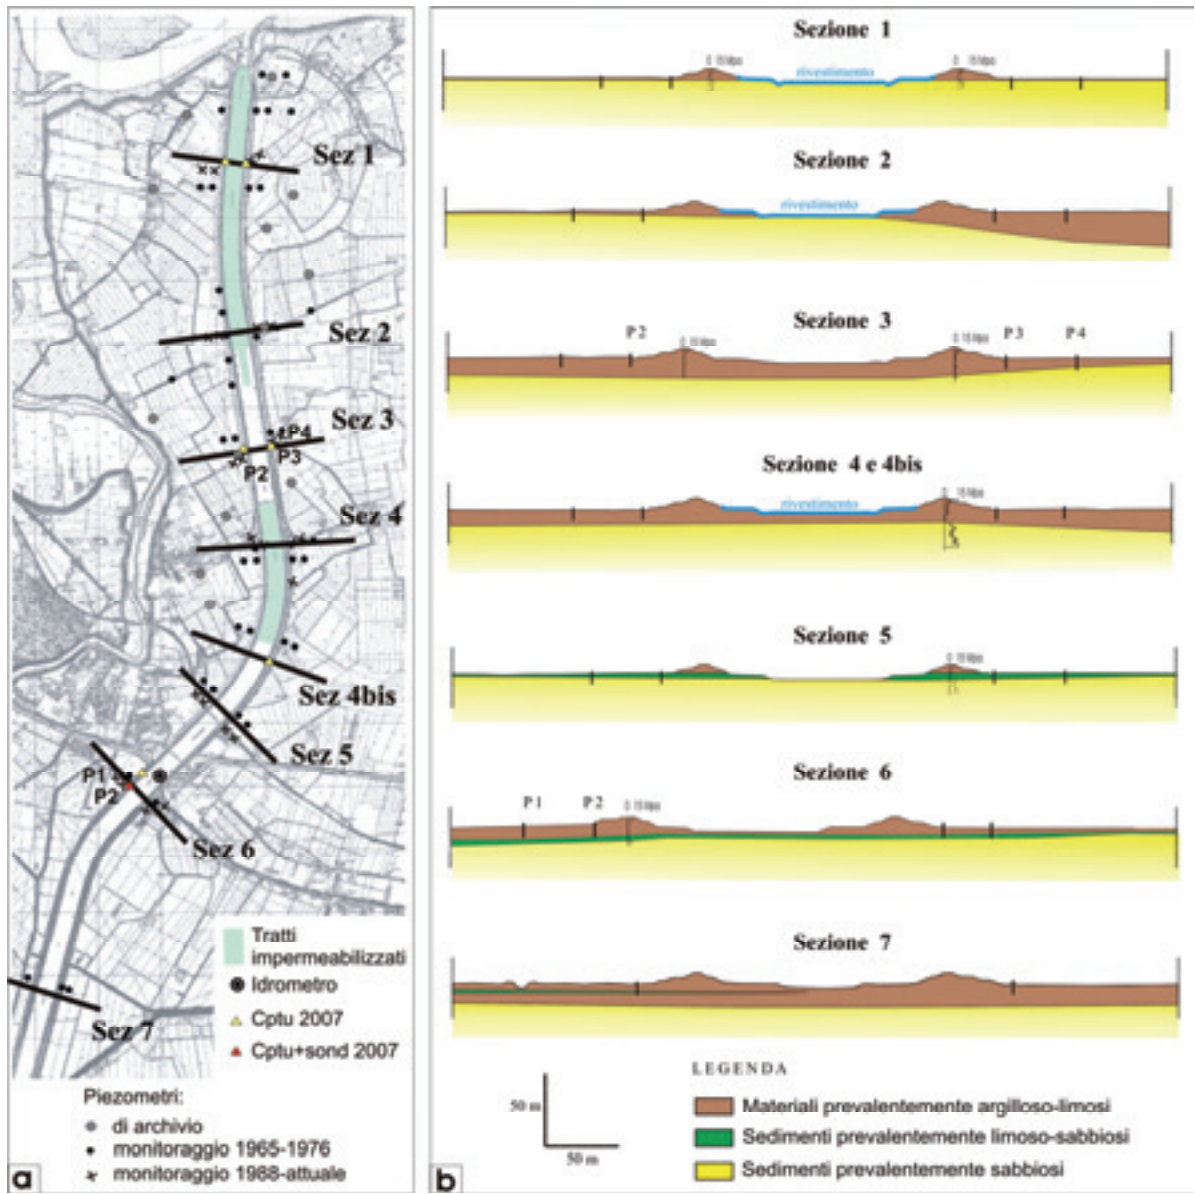 Sez 1
Sez 2
Sez 3
P4
P3
P2
Sez 4
Sez 4bis
Sez 5
P1
P2
Sez 6
Sez 7
Tratti
impermeabilizzati
Idrometro
Cptu 2007
Cptu+sond 2007
Piezometri:
di archivio
monitoraggio 1965-1976
monitoraggio 1988-attuale
a
Sezione 1
rivestimento
Sezione 2
rivestimento
Sezione 3
P 2
P 3
P 4
Sezione 4 e 4bis
rivestimento
Sezione 5
Sezione 6
P 1
P 2
Sezione 7
50 m
50 m
LEGENDA
Materiali prevalentemente argilloso-limosi
Sedimenti prevalentemente limoso-sabbiosi
Sedimenti prevalentemente sabbiosi
b